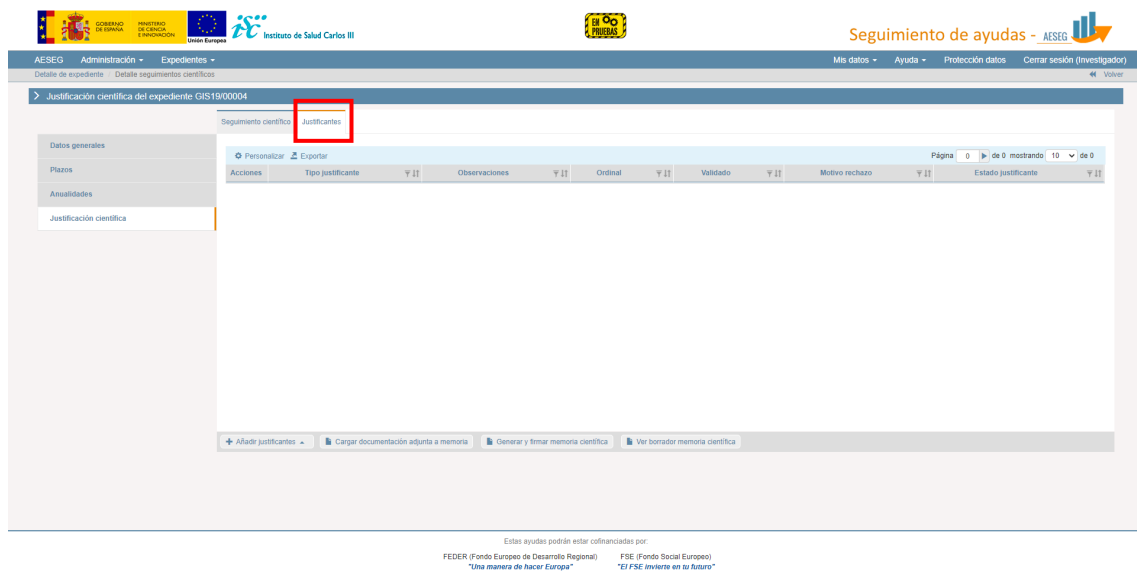 GOBIERNO DE ESPAÑA
MINISTERIO DE CIENCIA E INNOVACIÓN
Unión Europea
isc Instituto de Salud Carlos III
EN PRUEBAS
Seguimiento de ayudas - AESEG
AESEG Administración Expedientes Mis datos Ayuda Protección datos Cerrar sesión (Investigador)
Detalle de expediente / Detalle seguimientos científicos Volver
Justificación científica del expediente GIS19/00004
Seguimiento científico Justificantes
Datos generales
Plazos
Anualidades
Justificación científica
Personalizar Exportar Página 0 de 0 mostrando 10 de 0
Acciones Tipo justificante Observaciones Ordinal Validado Motivo rechazo Estado justificante
Añadir justificantes Cargar documentación adjunta a memoria Generar y firmar memoria científica Ver borrador memoria científica
Estas ayudas podrán estar cofinanciadas por:
FEDER (Fondo Europeo de Desarrollo Regional) FSE (Fondo Social Europeo)
"Una manera de hacer Europa" "El FSE invierte en tu futuro"